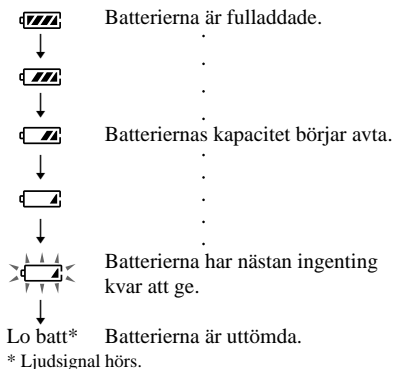 Batterierna är fulladdade.
Batteriernas kapacitet börjar avta.
Batterierna har nästan ingenting
kvar att ge.
Lo batt* Batterierna är uttömda.
* Ljudsignal hörs.